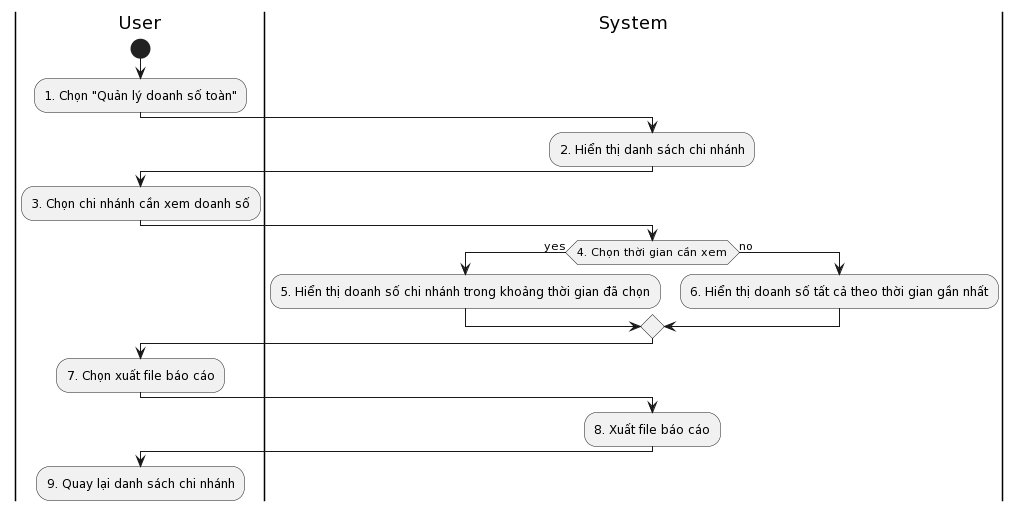 User
System
1. Chọn "Quản lý doanh số toàn"
2. Hiển thị danh sách chi nhánh
3. Chọn chi nhánh cần xem doanh số
yes
4. Chọn thời gian cần xem
no
5. Hiển thị doanh số chi nhánh trong khoảng thời gian đã chọn
6. Hiển thị doanh số tất cả theo thời gian gần nhất
7. Chọn xuất file báo cáo
8. Xuất file báo cáo
9. Quay lại danh sách chi nhánh